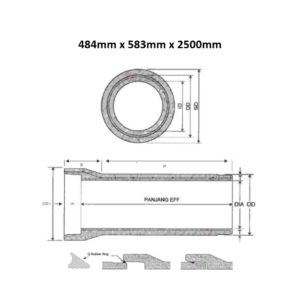 484mm x 583mm x 2500mm
ID
OD
SD
S
P
PANJANG EFF
DIA
OD
Rubber Ring